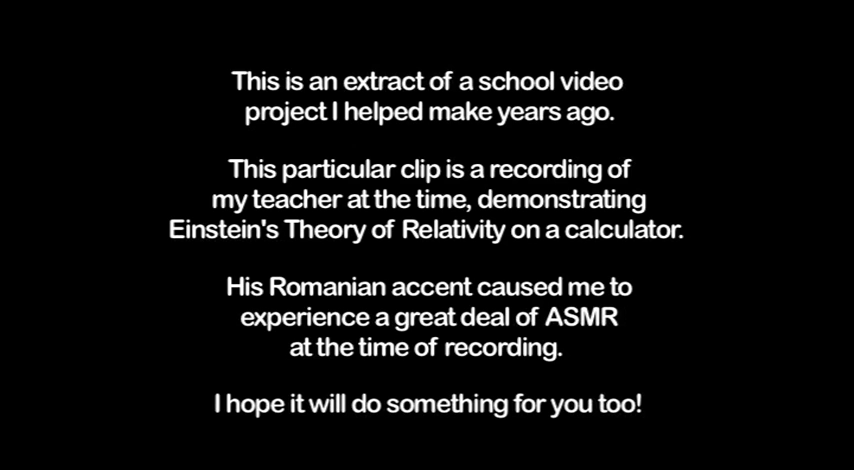 This is an extract of a school video
project I helped make years ago.
This particular clip is a recording of
my teacher at the time, demonstrating
Einstein's Theory of Relativity on a calculator.
His Romanian accent caused me to
experience a great deal of ASMR
at the time of recording.
I hope it will do something for you too!